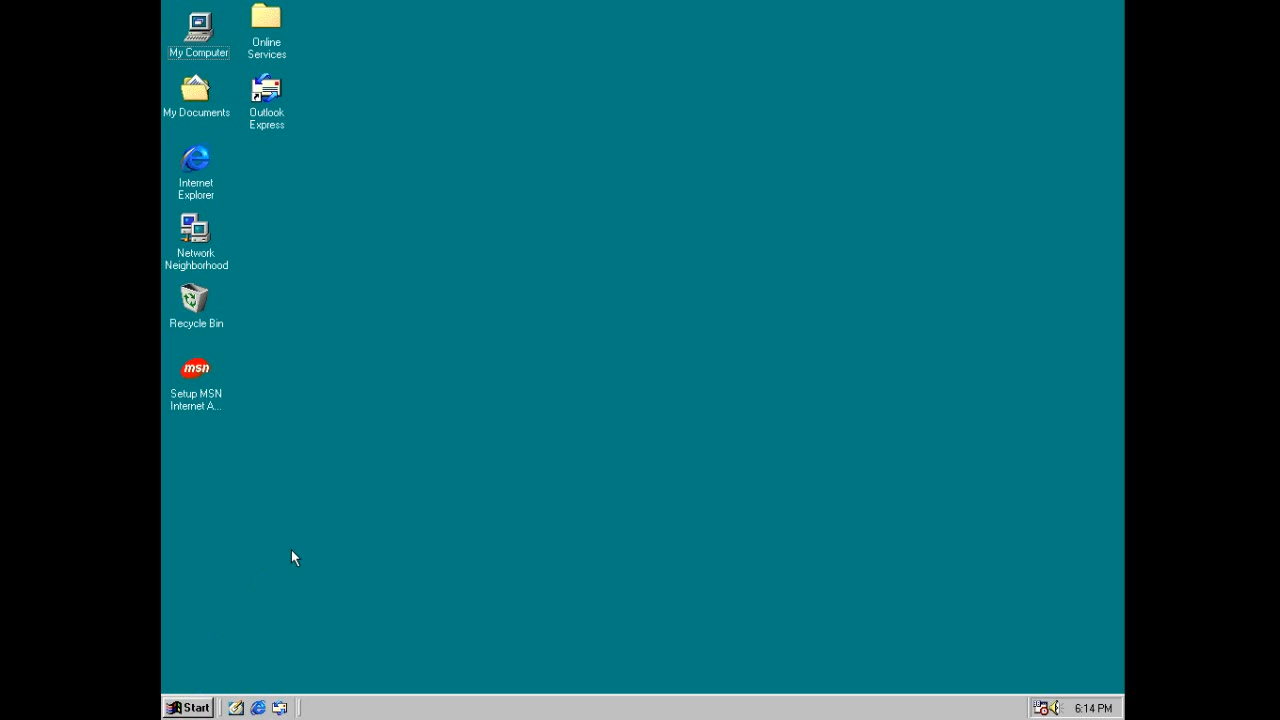 My Computer
Online
Services
My Documents
Outlook
Express
Internet
Explorer
Network
Neighborhood
Recycle Bin
msn
Setup MSN
Internet A...
Start
6:14 PM